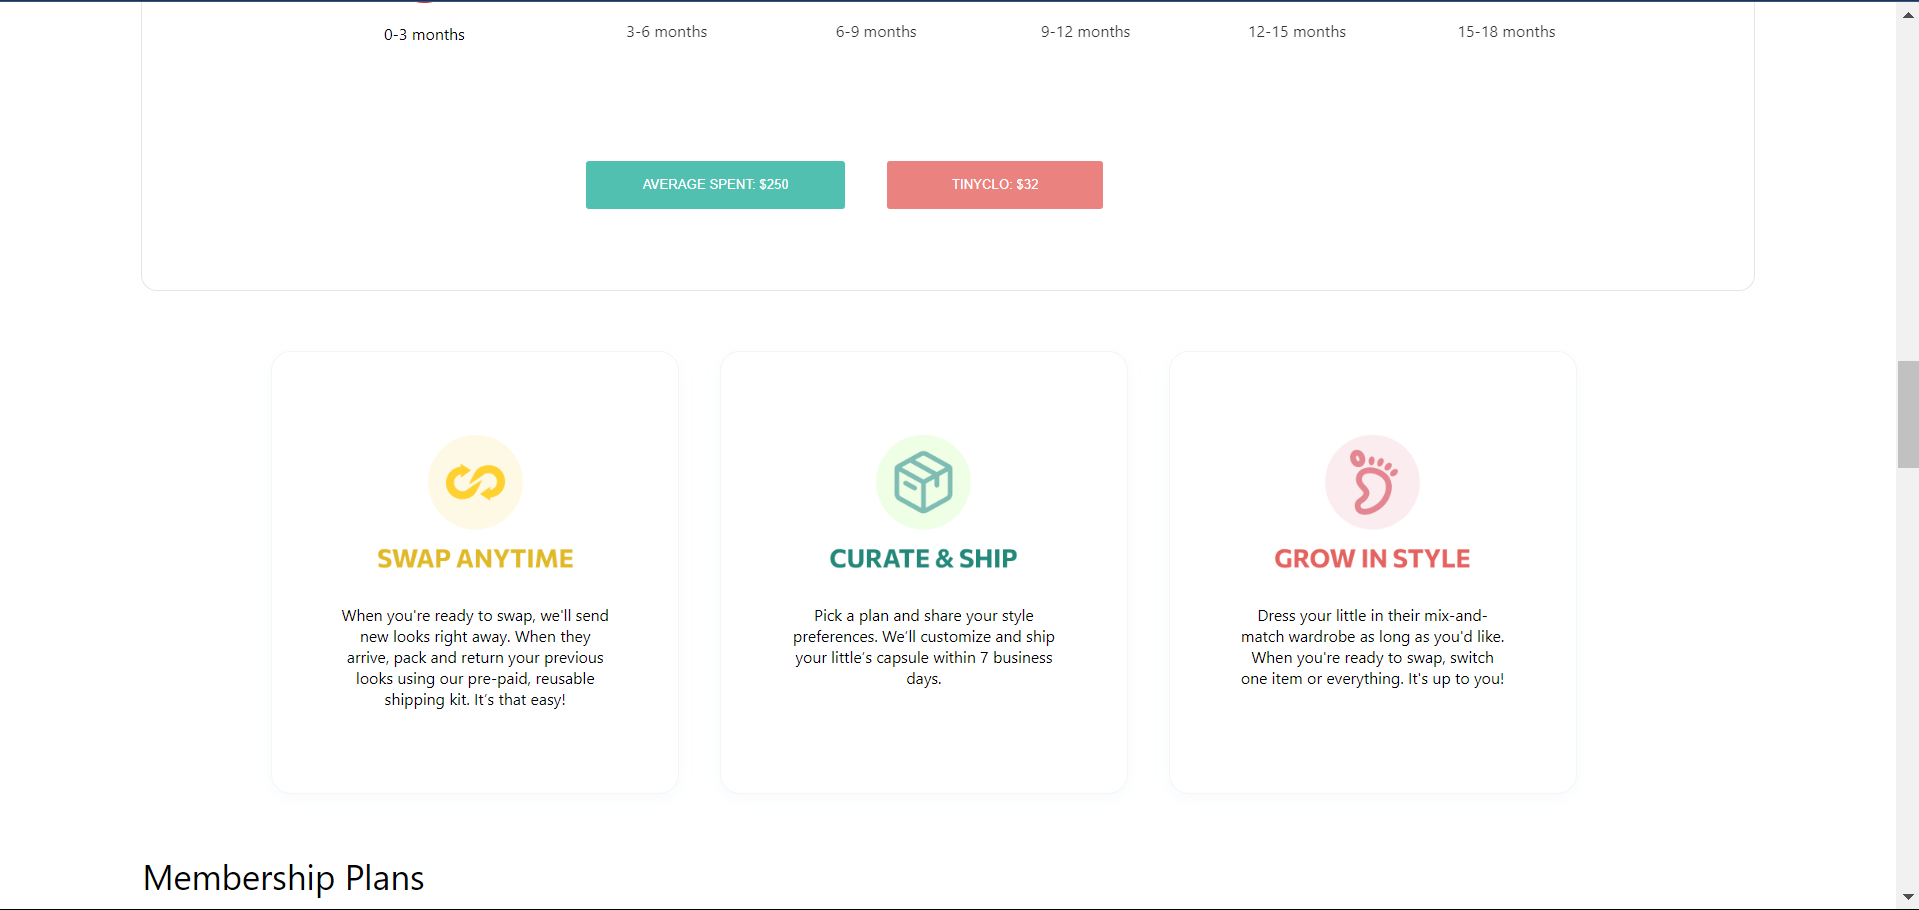 0-3 months
3-6 months
6-9 months
9-12 months
12-15 months
15-18 months
AVERAGE SPENT: $250
TINYCLO: $32
SWAP ANYTIME
When you're ready to swap, we'll send
new looks right away. When they
arrive, pack and return your previous
looks using our pre-paid, reusable
shipping kit. It's that easy!
CURATE & SHIP
Pick a plan and share your style
preferences. We'll customize and ship
your little's capsule within 7 business
days.
GROW IN STYLE
Dress your little in their mix-and-
match wardrobe as long as you'd like.
When you're ready to swap, switch
one item or everything. It's up to you!
Membership Plans